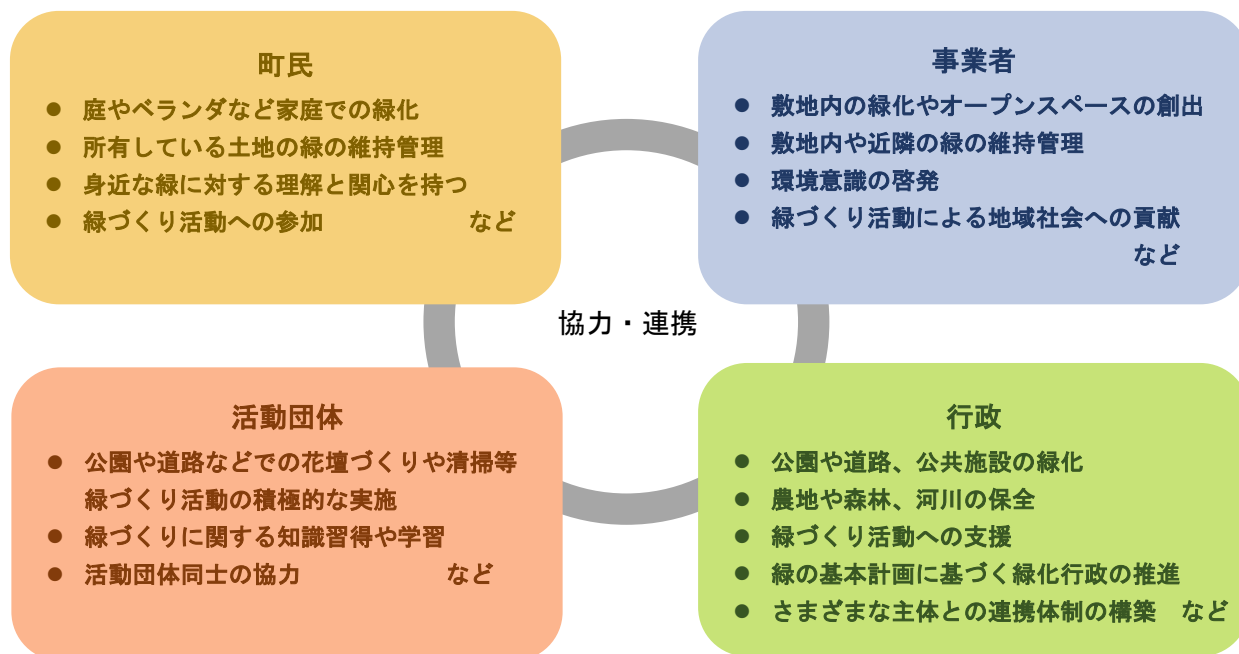 町民
● 庭やベランダなど家庭での緑化
● 所有している土地の緑の維持管理
● 身近な緑に対する理解と関心を持つ
● 緑づくり活動への参加 など
事業者
● 敷地内の緑化やオープンスペースの創出
● 敷地内や近隣の緑の維持管理
● 環境意識の啓発
● 緑づくり活動による地域社会への貢献
など
協力・連携
活動団体
● 公園や道路などでの花壇づくりや清掃等
緑づくり活動の積極的な実施
● 緑づくりに関する知識習得や学習
● 活動団体同士の協力 など
行政
● 公園や道路、公共施設の緑化
● 農地や森林、河川の保全
● 緑づくり活動への支援
● 緑の基本計画に基づく緑化行政の推進
● さまざまな主体との連携体制の構築 など